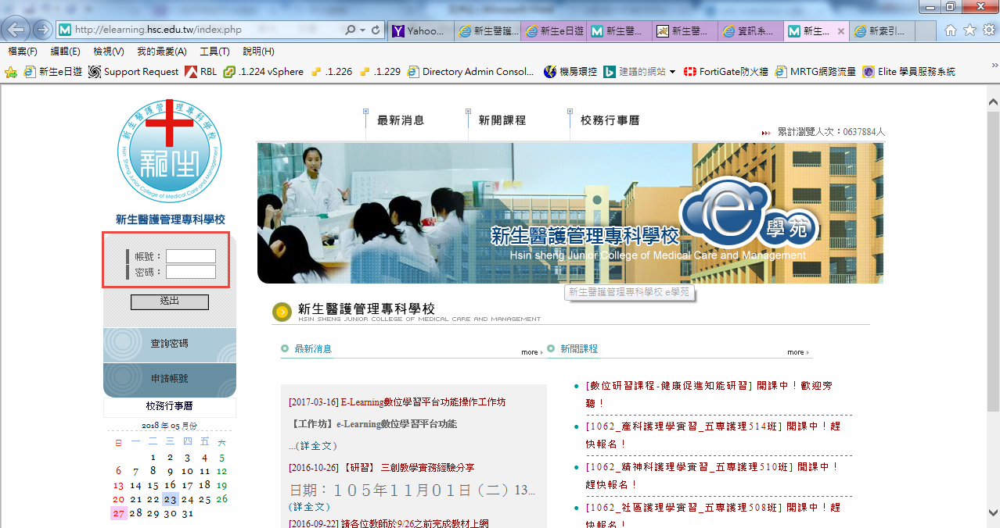 http://elearning.hsc.edu.tw/index.php
Yahoo...
新生醫護...
新生e日遊
新生醫...
新生醫...
資訊系...
新生...
新索引...
檔案(F) 編輯(E) 檢視(V) 我的最愛(A) 工具(T) 說明(H)
新生e日遊 Support Request RBL .1.224 vSphere .1.226 .1.229 Directory Admin Consol... 機房環控 建議的網站 FortiGate防火牆 MRTG網路流量 Elite 學員服務系統
新生醫護管理專科學校
Hsin Sheng Junior College of Medical Care and Management
新生
新生醫護管理專科學校
最新消息 新開課程 校務行事曆
累計瀏覽人次：0637884人
新生醫護管理專科學校
e學苑
Hsin sheng Junior College of Medical Care and Management
新生醫護管理專科學校 e學苑
帳號：
密碼：
送出
查詢密碼
申請帳號
校務行事曆
2018 年 05 月份
日 一 二 三 四 五 六
1 2 3 4 5
6 7 8 9 10 11 12
13 14 15 16 17 18 19
20 21 22 23 24 25 26
27 28 29 30 31
新生醫護管理專科學校
HSIN SHENG JUNIOR COLLEGE OF MEDICAL CARE AND MANAGEMENT
最新消息 more
[2017-03-16] E-Learning數位學習平台功能操作工作坊
【工作坊】e-Learning數位學習平台功能
...(詳全文)
[2016-10-26] 【研習】 三創教學實務經驗分享
日期：１０５年１１月０１日（二）13...
(詳全文)
[2016-09-22] 請各位教師於9/26之前完成教材上網
新開課程 more
[數位研習課程-健康促進知能研習] 開課中！歡迎旁
聽！
[1062_產科護理學實習_五專護理514班] 開課中！趕
快報名！
[1062_精神科護理學實習_五專護理510班] 開課中！
趕快報名！
[1062_社區護理學實習_五專護理508班] 開課中！趕
快報名！